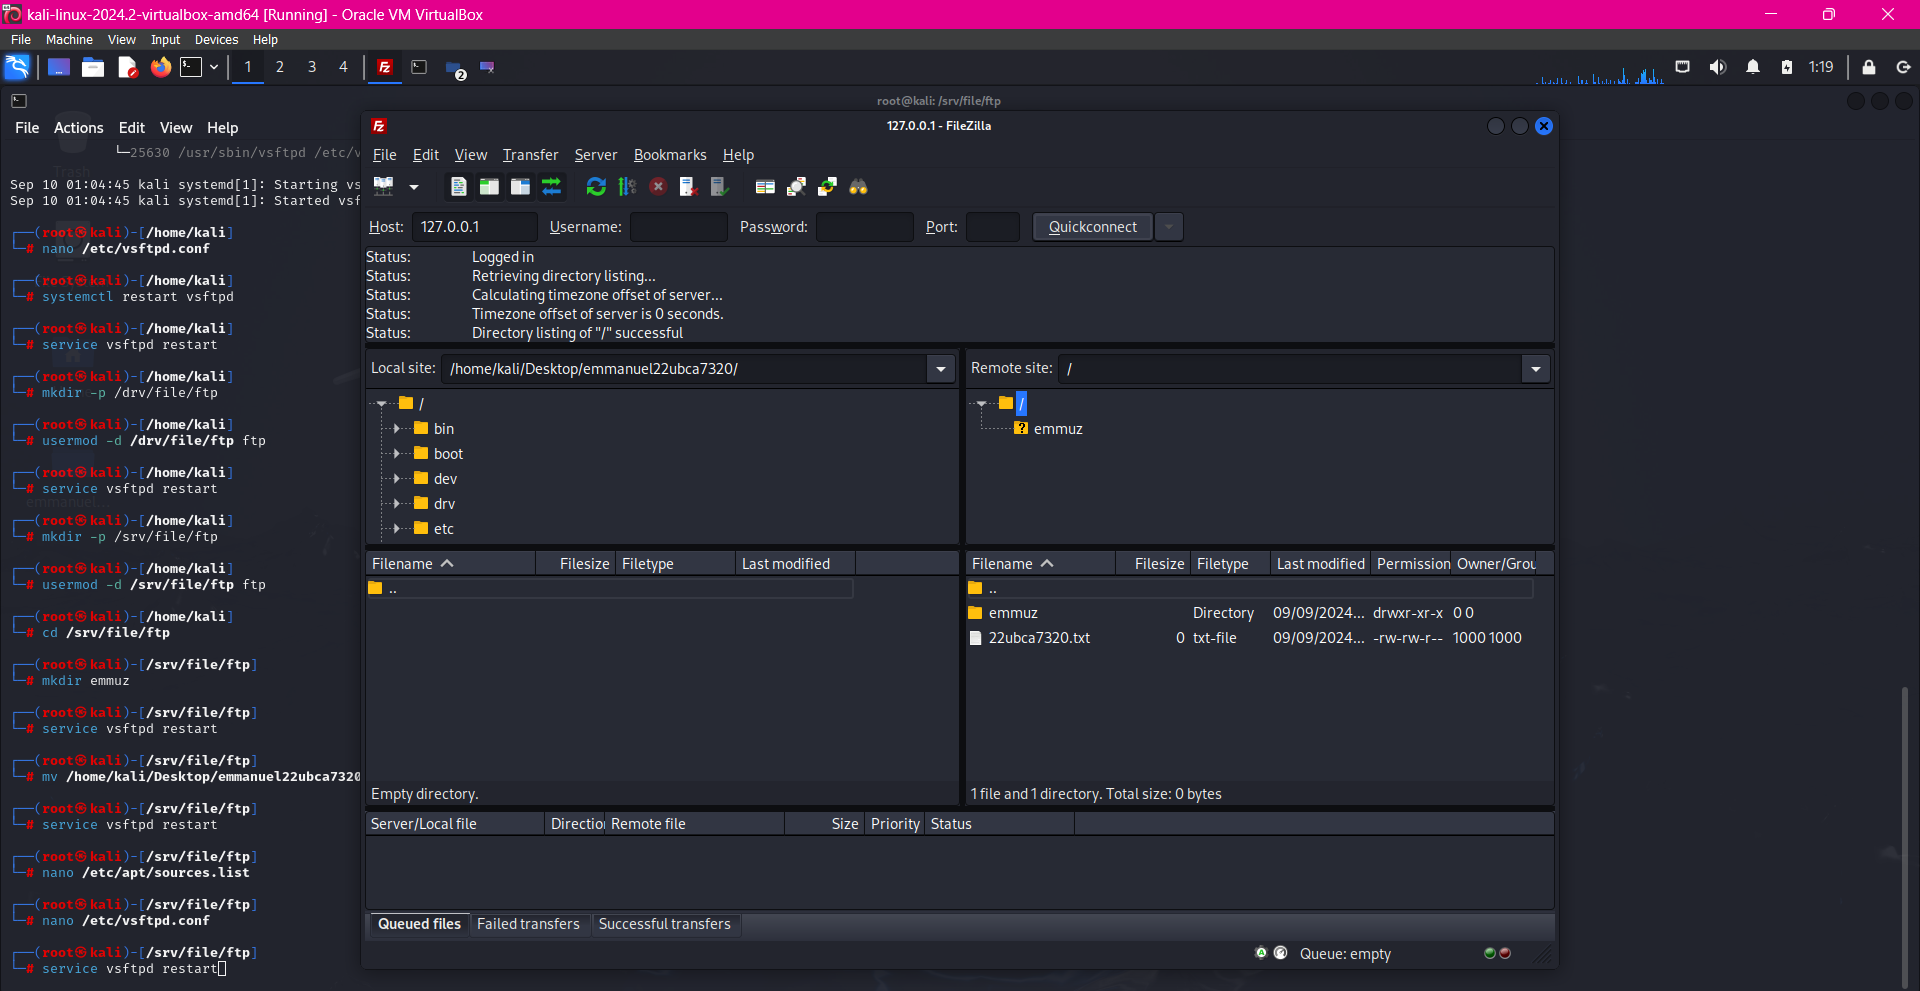 kali-linux-2024.2-virtualbox-amd64 [Running] - Oracle VM VirtualBox
File Machine View Input Devices Help
1 2 3 4 2 1:19
root@kali: /srv/file/ftp
File Actions Edit View Help
└─25630 /usr/sbin/vsftpd /etc/v
Sep 10 01:04:45 kali systemd[1]: Starting vs
Sep 10 01:04:45 kali systemd[1]: Started vsf
┌──(root㉿kali)-[/home/kali]
└─# nano /etc/vsftpd.conf
┌──(root㉿kali)-[/home/kali]
└─# systemctl restart vsftpd
┌──(root㉿kali)-[/home/kali]
└─# service vsftpd restart
┌──(root㉿kali)-[/home/kali]
└─# mkdir -p /drv/file/ftp
┌──(root㉿kali)-[/home/kali]
└─# usermod -d /drv/file/ftp ftp
┌──(root㉿kali)-[/home/kali]
└─# service vsftpd restart
┌──(root㉿kali)-[/home/kali]
└─# mkdir -p /srv/file/ftp
┌──(root㉿kali)-[/home/kali]
└─# usermod -d /srv/file/ftp ftp
┌──(root㉿kali)-[/home/kali]
└─# cd /srv/file/ftp
┌──(root㉿kali)-[/srv/file/ftp]
└─# mkdir emmuz
┌──(root㉿kali)-[/srv/file/ftp]
└─# service vsftpd restart
┌──(root㉿kali)-[/srv/file/ftp]
└─# mv /home/kali/Desktop/emmanuel22ubca7320
┌──(root㉿kali)-[/srv/file/ftp]
└─# service vsftpd restart
┌──(root㉿kali)-[/srv/file/ftp]
└─# nano /etc/apt/sources.list
┌──(root㉿kali)-[/srv/file/ftp]
└─# nano /etc/vsftpd.conf
┌──(root㉿kali)-[/srv/file/ftp]
└─# service vsftpd restart
127.0.0.1 - FileZilla
File Edit View Transfer Server Bookmarks Help
Host: 127.0.0.1 Username: Password: Port: Quickconnect
Status: Logged in
Status: Retrieving directory listing...
Status: Calculating timezone offset of server...
Status: Timezone offset of server is 0 seconds.
Status: Directory listing of "/" successful
Local site: /home/kali/Desktop/emmanuel22ubca7320/
/
bin
boot
dev
drv
etc
Filename Filesize Filetype Last modified
..
Empty directory.
Remote site: /
/
emmuz
Filename Filesize Filetype Last modified Permission Owner/Grou
..
emmuz Directory 09/09/2024... drwxr-xr-x 0 0
22ubca7320.txt 0 txt-file 09/09/2024... -rw-rw-r-- 1000 1000
1 file and 1 directory. Total size: 0 bytes
Server/Local file Directio Remote file Size Priority Status
Queued files Failed transfers Successful transfers
Queue: empty